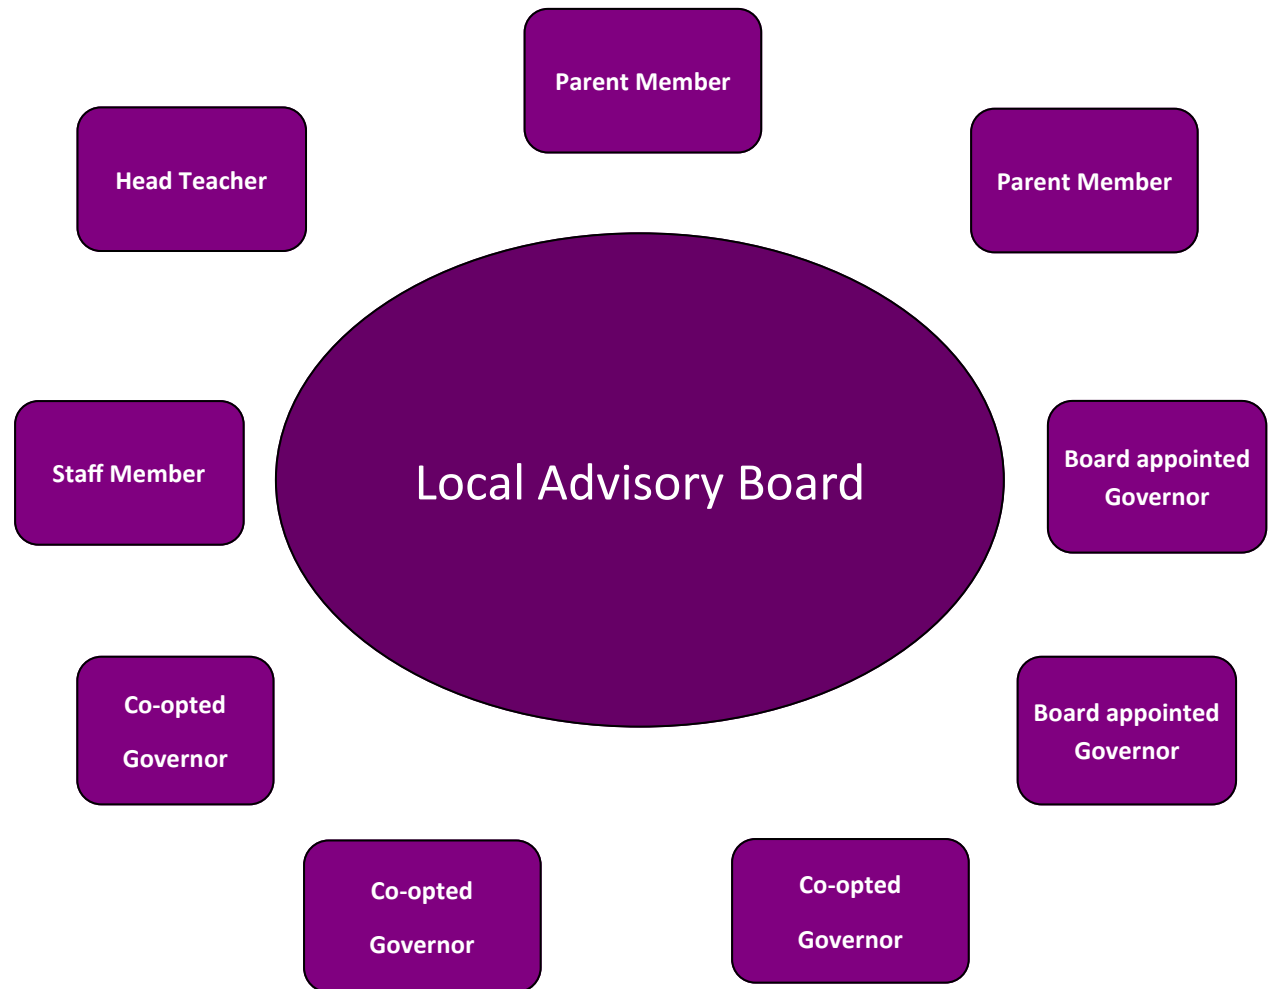 Parent Member
Head Teacher
Parent Member
Staff Member
Local Advisory Board
Board appointed
Governor
Co-opted
Governor
Board appointed
Governor
Co-opted
Governor
Co-opted
Governor